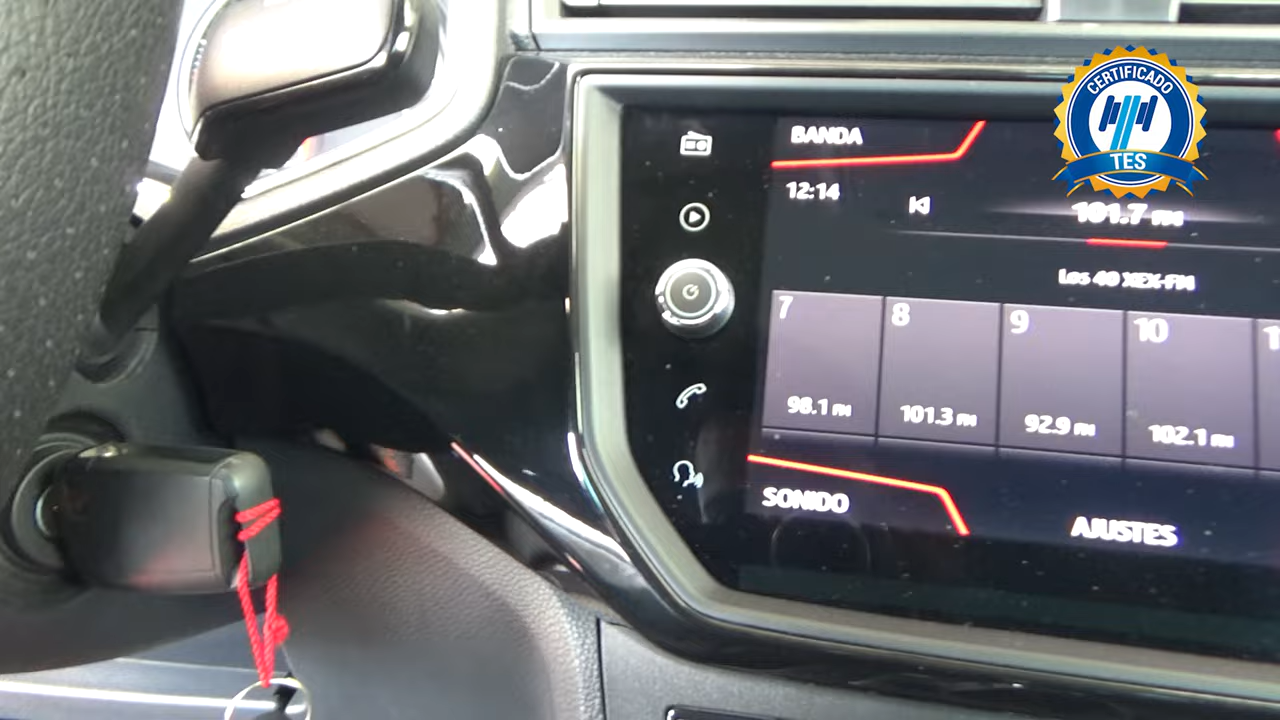 CERTIFICADO
TES
BANDA
12:14
101.7 FM
Los 40 XEX-FM
7
8
9
10
98.1 FM
101.3 FM
92.9 FM
102.1 FM
SONIDO
AJUSTES